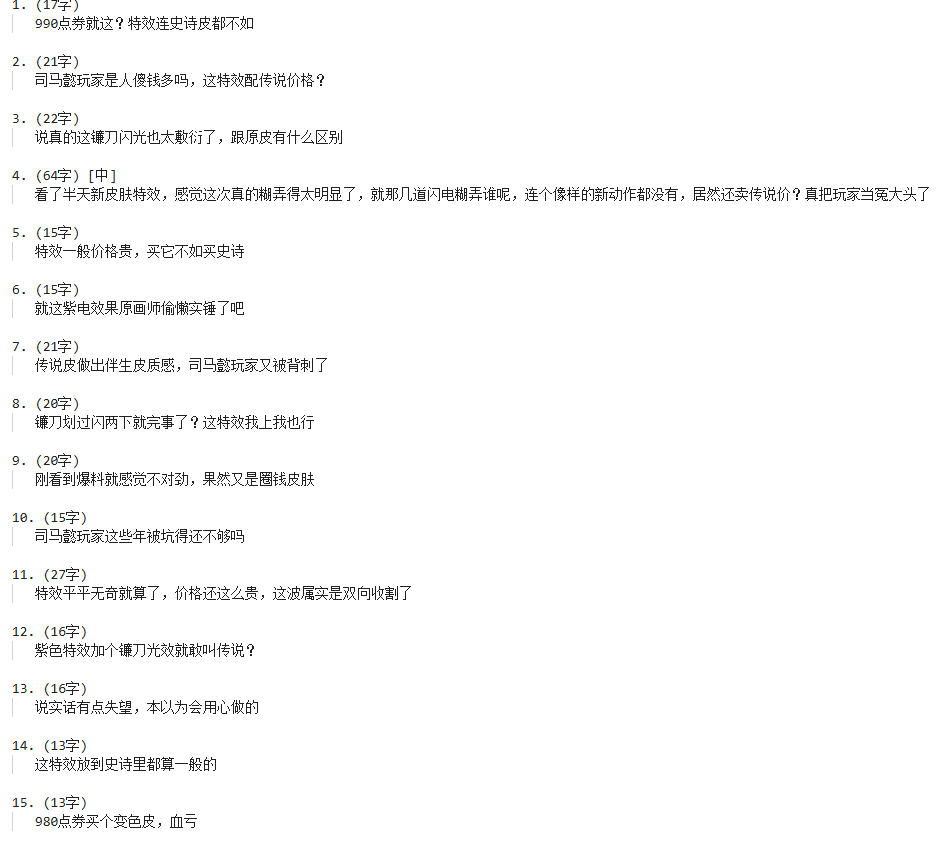 1. (17字)
990点券就这？特效连史诗皮都不如
2. (21字)
司马懿玩家是人傻钱多吗，这特效配传说价格？
3. (22字)
说真的这镰刀闪光也太敷衍了，跟原皮有什么区别
4. (64字) [中]
看了半天新皮肤特效，感觉这次真的糊弄得太明显了，就那几道闪电糊弄谁呢，连个像样的新动作都没有，居然还卖传说价？真把玩家当冤大头了
5. (15字)
特效一般价格贵，买它不如买史诗
6. (15字)
就这紫电效果原画师偷懒实锤了吧
7. (21字)
传说皮做出伴生皮质感，司马懿玩家又被背刺了
8. (20字)
镰刀划过闪两下就完事了？这特效我上我也行
9. (20字)
刚看到爆料就感觉不对劲，果然又是圈钱皮肤
10. (15字)
司马懿玩家这些年被坑得还不够吗
11. (27字)
特效平平无奇就算了，价格还这么贵，这波属实是双向收割了
12. (16字)
紫色特效加个镰刀光效就敢叫传说？
13. (16字)
说实话有点失望，本以为会用心做的
14. (13字)
这特效放到史诗里都算一般的
15. (13字)
980点券买个变色皮，血亏